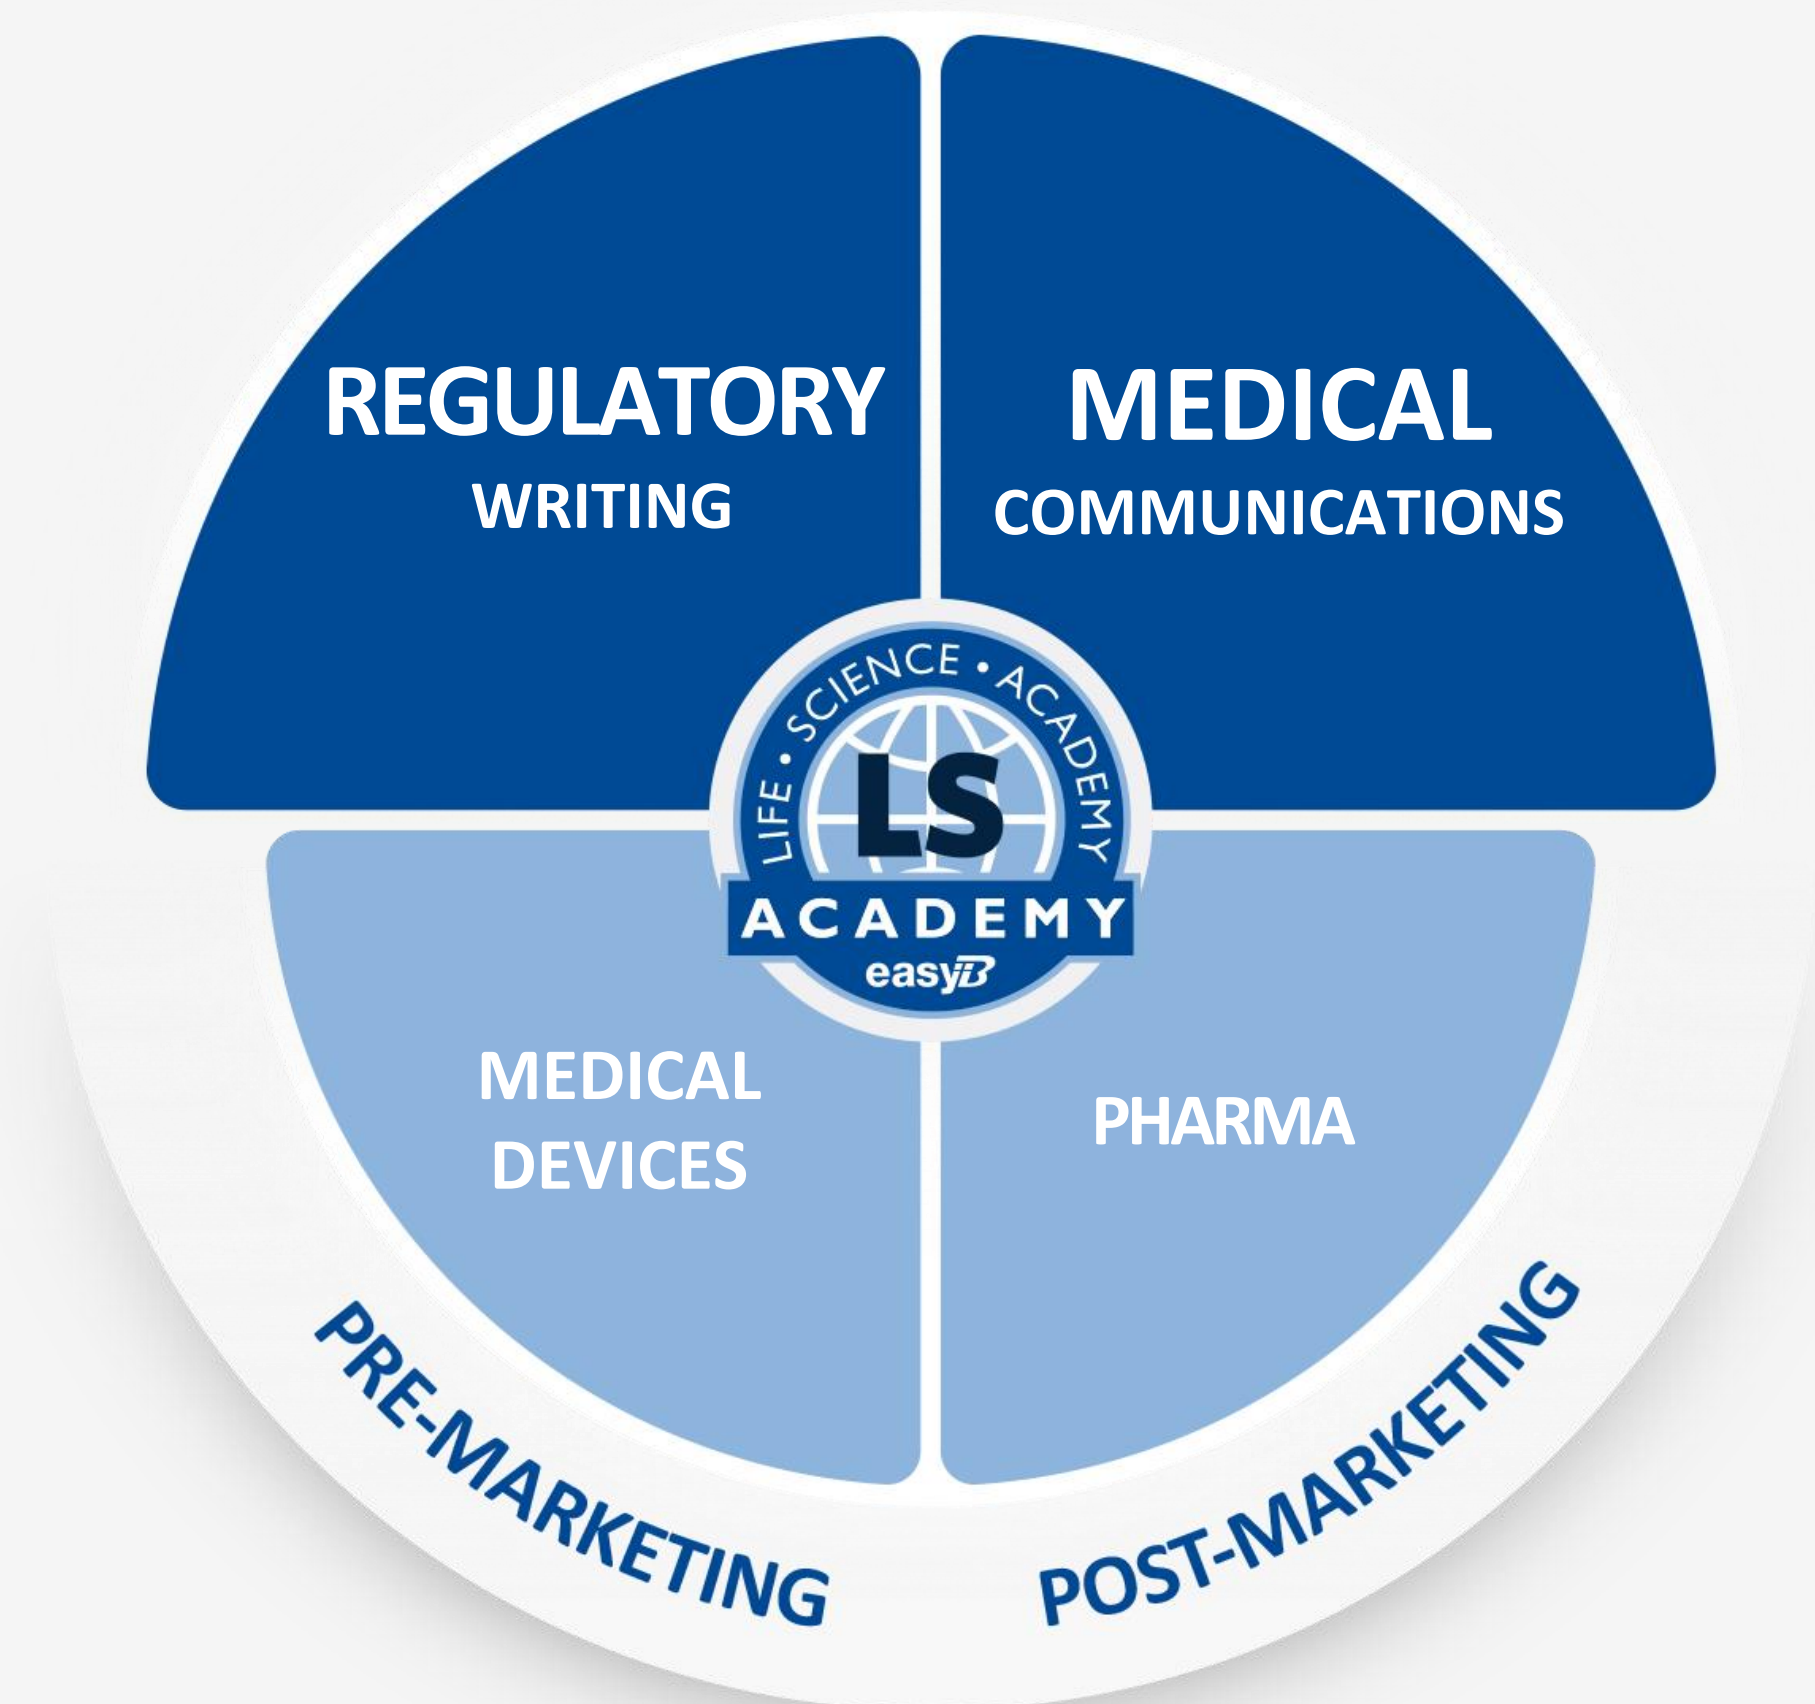 REGULATORY
WRITING
MEDICAL
COMMUNICATIONS
LIFE • SCIENCE • ACADEMY
LS
ACADEMY
easyB
MEDICAL
DEVICES
PHARMA
PRE-MARKETING
POST-MARKETING